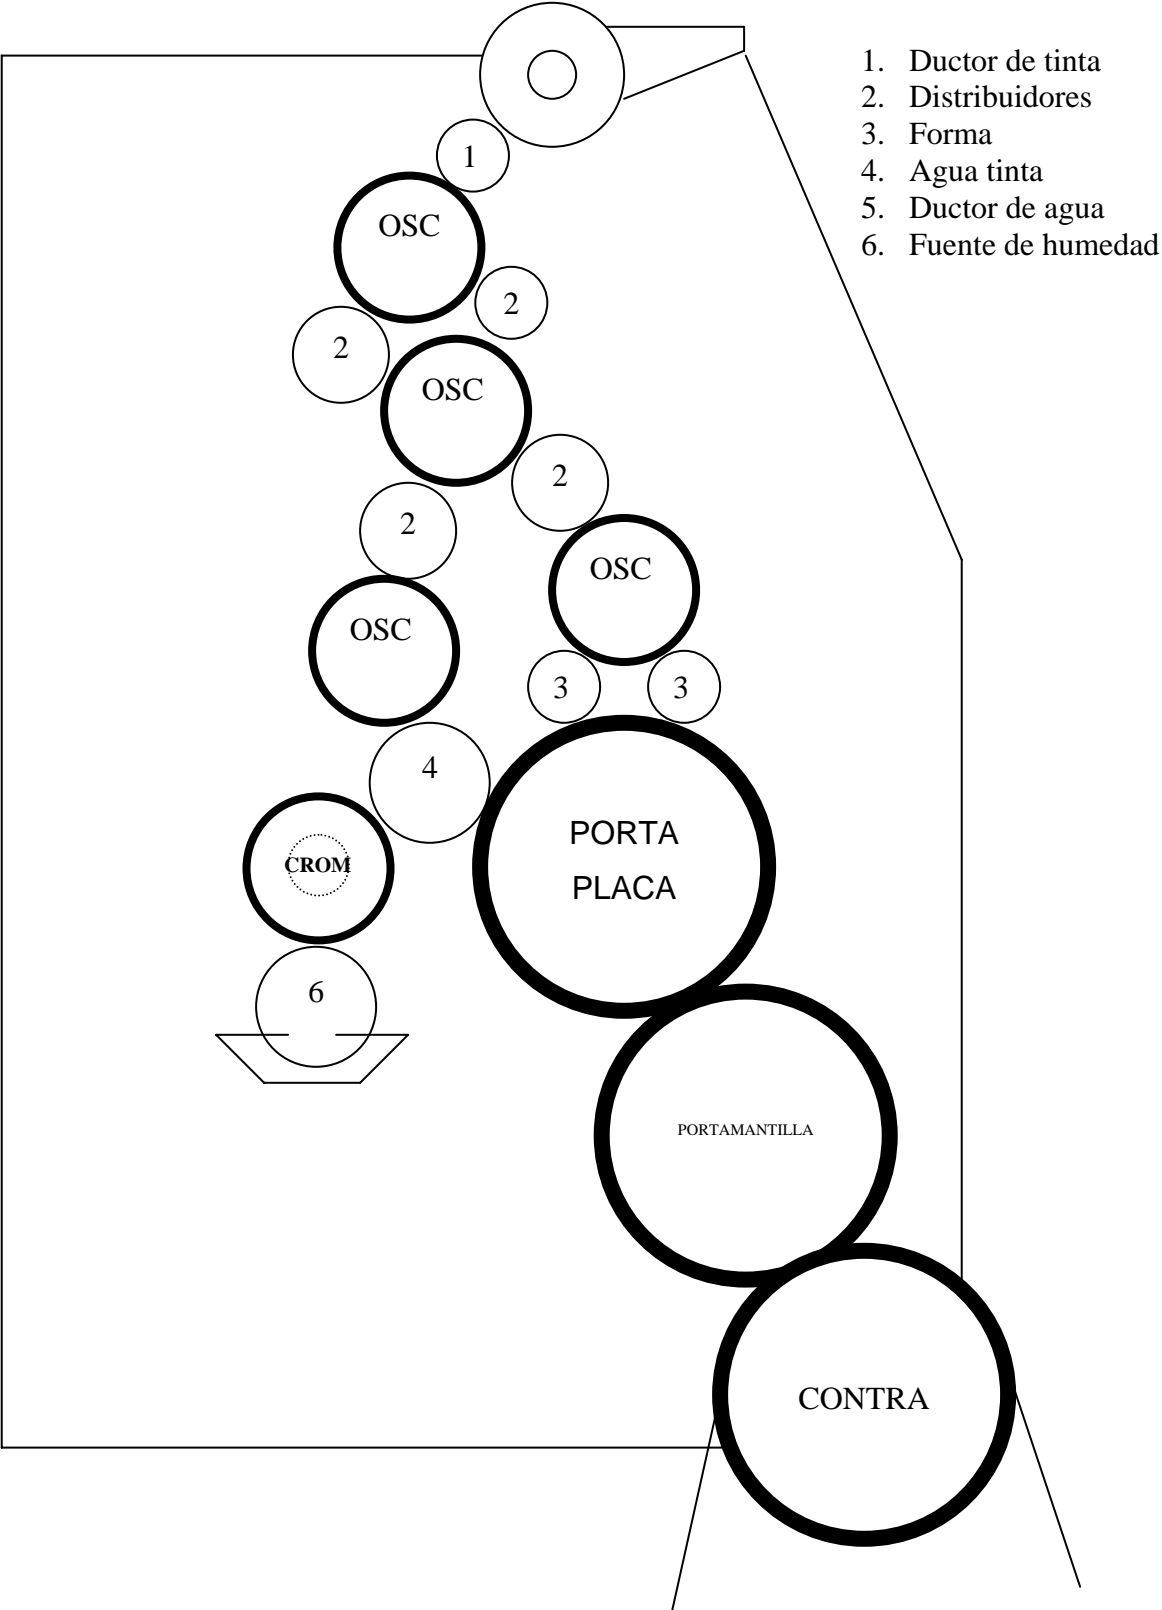 1. Ductor de tinta
2. Distribuidores
3. Forma
4. Agua tinta
5. Ductor de agua
6. Fuente de humedad
1
OSC
2
2
OSC
2
2
OSC
OSC
3
3
4
PORTA
PLACA
CROM
6
PORTAMANTILLA
CONTRA